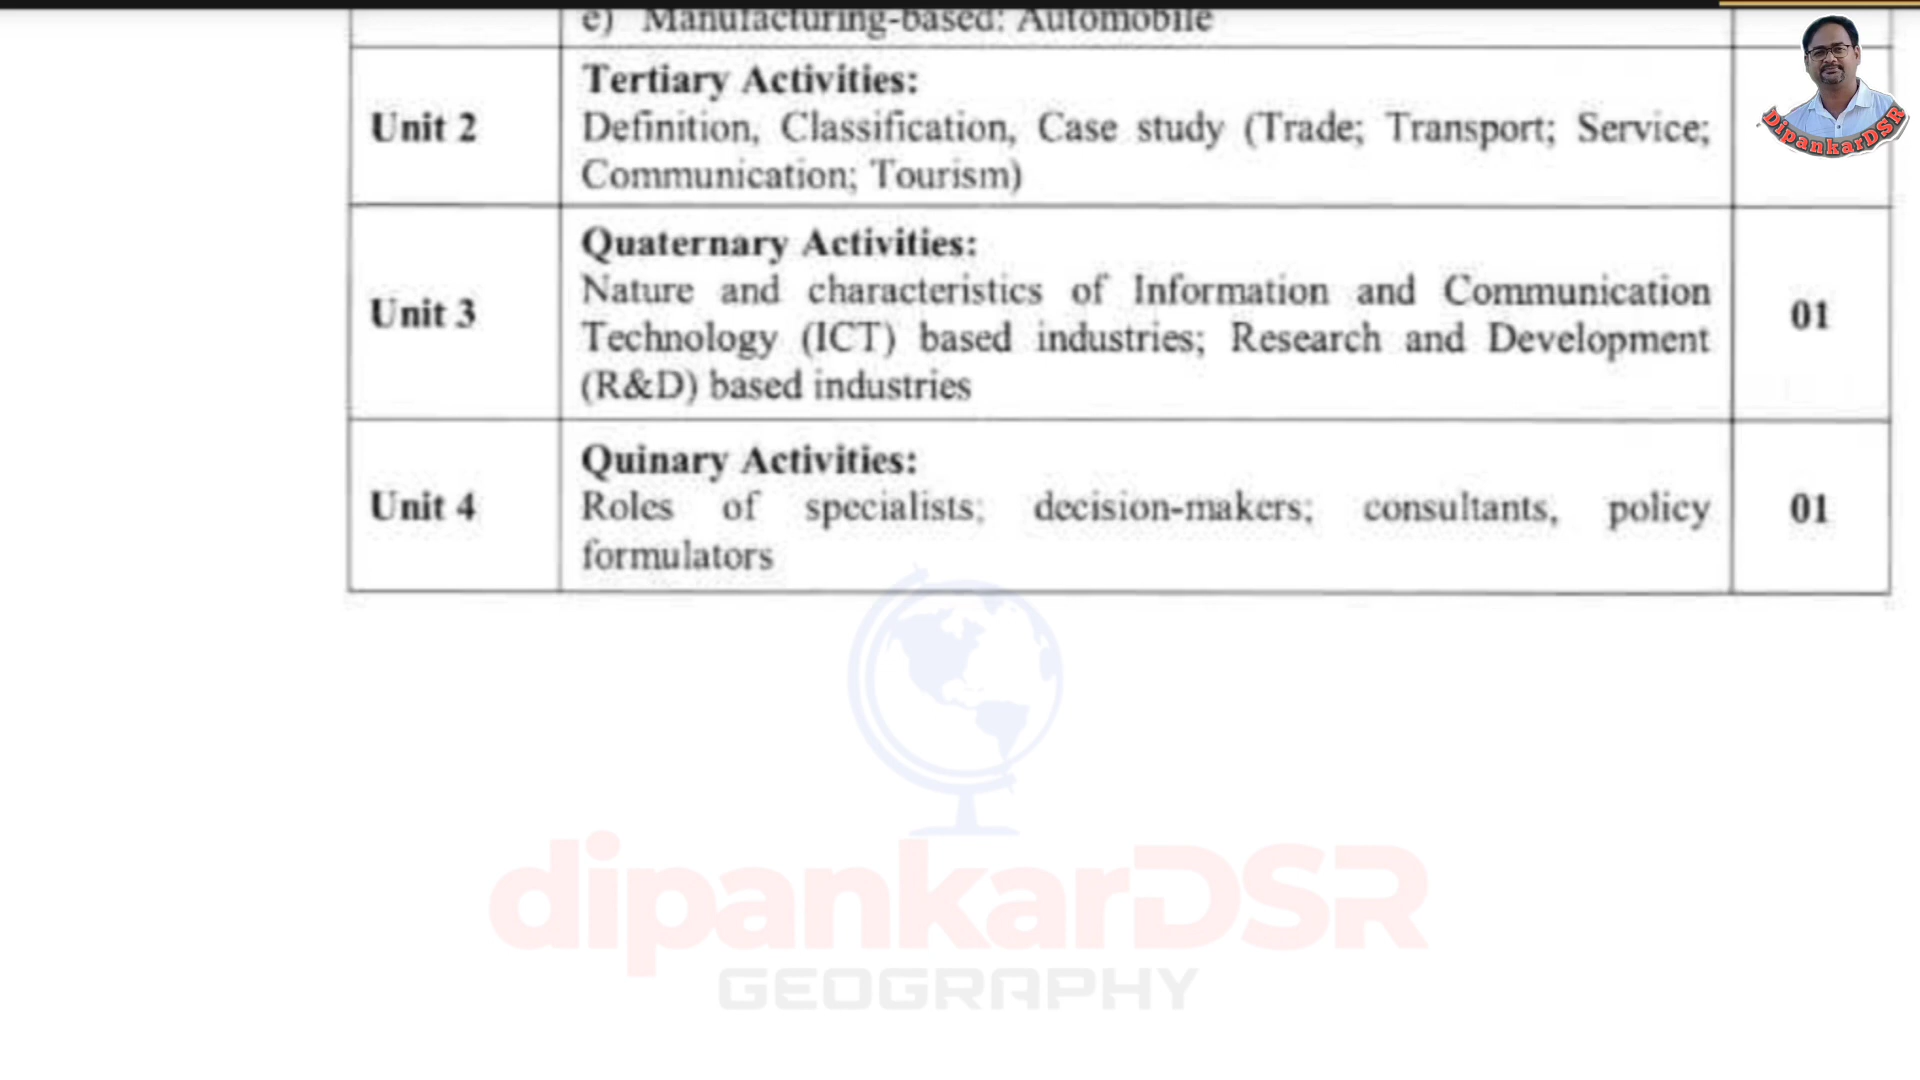 e) Manufacturing-based: Automobile
Tertiary Activities:
Unit 2
Definition, Classification, Case study (Trade; Transport; Service;
Communication; Tourism)
Quaternary Activities:
Nature and characteristics of Information and Communication
Unit 3
Technology (ICT) based industries; Research and Development
01
(R&D) based industries
Quinary Activities:
Unit 4
Roles of specialists; decision-makers; consultants, policy
01
formulators
DipankarDSR
dipankarDSR
GEOGRAPHY